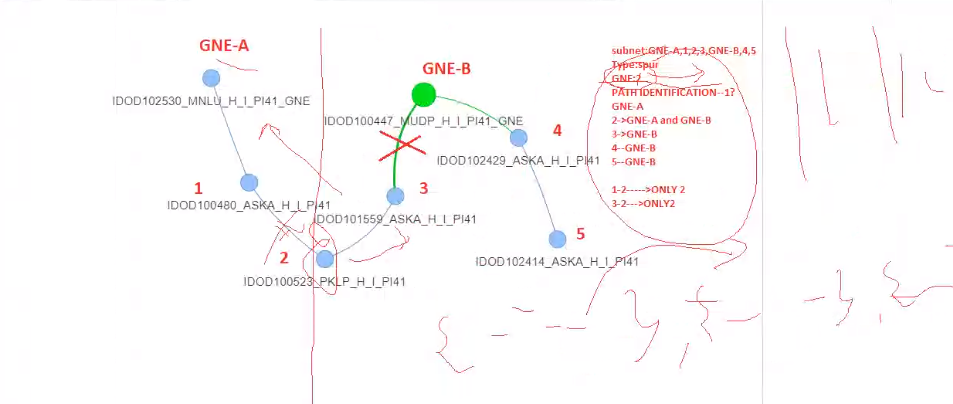 GNE-A
IDOD102530_MNLU_H_I_PI41_GNE
1
IDOD100480_ASKA_H_I_PI41
2
IDOD100523_PKLP_H_I_PI41
GNE-B
IDOD100447_MUDP_H_I_PI41_GNE
3
IDOD101559_ASKA_H_I_PI41
4
IDOD102429_ASKA_H_I_PI41
5
IDOD102414_ASKA_H_I_PI41
subnet:GNE-A,1,2,3,GNE-B,4,5
Type:spur
GNE:2
PATH IDENTIFICATION--1?
GNE-A
2->GNE-A and GNE-B
3->GNE-B
4--GNE-B
5--GNE-B
1-2----->ONLY 2
3-2--->ONLY2